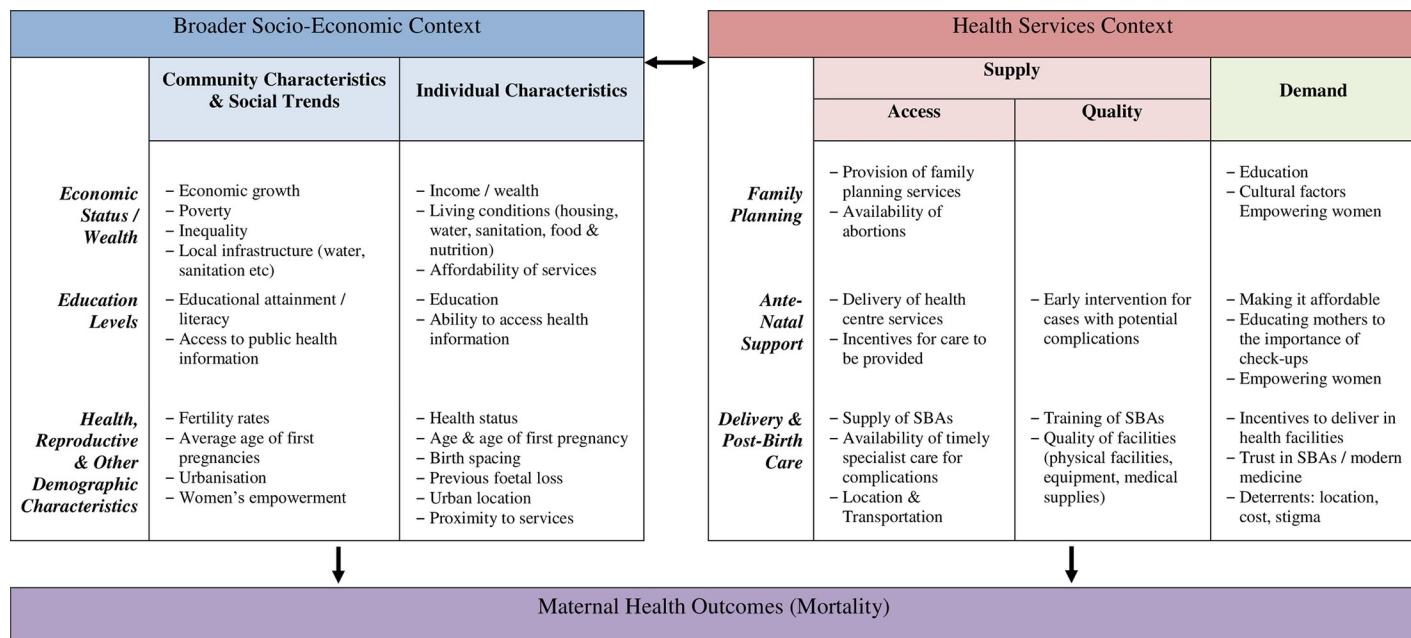 Broader Socio-Economic Context
Community Characteristics
& Social Trends
Individual Characteristics
Economic
Status /
Wealth
– Economic growth
– Poverty
– Inequality
– Local infrastructure (water,
sanitation etc)
– Income / wealth
– Living conditions (housing,
water, sanitation, food &
nutrition)
– Affordability of services
Education
Levels
– Educational attainment /
literacy
– Access to public health
information
– Education
– Ability to access health
information
Health,
Reproductive
& Other
Demographic
Characteristics
– Fertility rates
– Average age of first
pregnancies
– Urbanisation
– Women's empowerment
– Health status
– Age & age of first pregnancy
– Birth spacing
– Previous foetal loss
– Urban location
– Proximity to services
Health Services Context
Supply
Demand
Access
Quality
Family
Planning
– Provision of family
planning services
– Availability of
abortions
– Education
– Cultural factors
Empowering women
Ante-
Natal
Support
– Delivery of health
centre services
– Incentives for care to
be provided
– Early intervention for
cases with potential
complications
– Making it affordable
– Educating mothers to
the importance of
check-ups
– Empowering women
Delivery &
Post-Birth
Care
– Supply of SBAs
– Availability of timely
specialist care for
complications
– Location &
Transportation
– Training of SBAs
– Quality of facilities
(physical facilities,
equipment, medical
supplies)
– Incentives to deliver in
health facilities
– Trust in SBAs / modern
medicine
– Deterrents: location,
cost, stigma
Maternal Health Outcomes (Mortality)